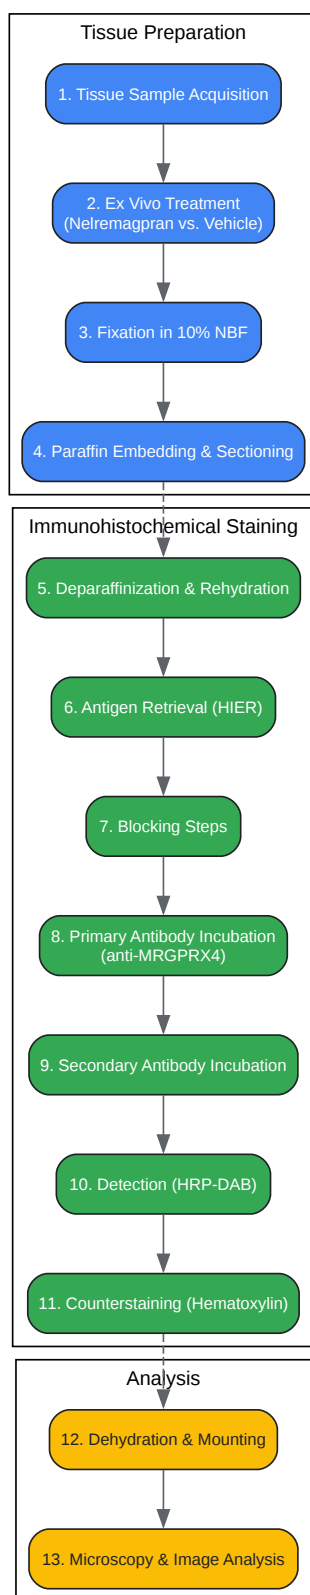 Tissue Preparation
1. Tissue Sample Acquisition
2. Ex Vivo Treatment
(Nelremagpran vs. Vehicle)
3. Fixation in 10% NBF
4. Paraffin Embedding & Sectioning
Immunohistochemical Staining
5. Deparaffinization & Rehydration
6. Antigen Retrieval (HIER)
7. Blocking Steps
8. Primary Antibody Incubation
(anti-MRGPRX4)
9. Secondary Antibody Incubation
10. Detection (HRP-DAB)
11. Counterstaining (Hematoxylin)
Analysis
12. Dehydration & Mounting
13. Microscopy & Image Analysis